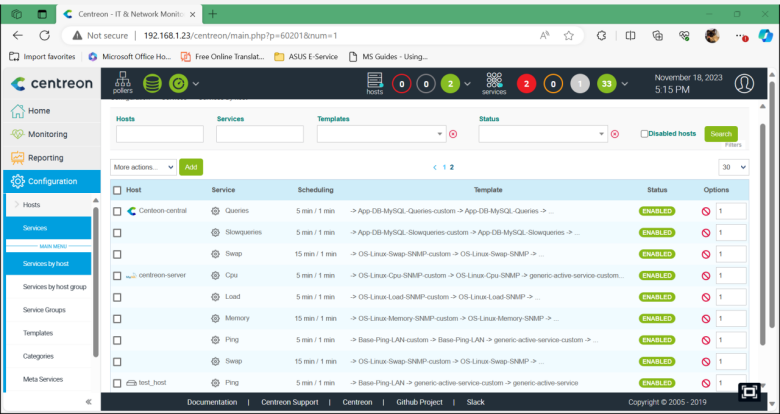 Centreon - IT & Network Monito
Not secure | 192.168.1.23/centreon/main.php?p=60201&num=1
Import favorites Microsoft Office Ho... Free Online Translat... ASUS E-Service MS Guides - Using...
centreon
pollers
hosts
0 0 2
services
2 0 1 33
November 18, 2023
5:15 PM
Home
Monitoring
Reporting
Configuration
Hosts
Services
MAIN MENU
Services by host
Services by host group
Service Groups
Templates
Categories
Meta Services
Hosts Services Templates Status
Disabled hosts Search
Filters
More actions... Add < 1 2 30
Host Service Scheduling Template Status Options
Centeon-central Queries 5 min / 1 min -> App-DB-MySQL-Queries-custom -> App-DB-MySQL-Queries -> ... ENABLED 1
Slowqueries 5 min / 1 min -> App-DB-MySQL-Slowqueries-custom -> App-DB-MySQL-Slowqueries -> ... ENABLED 1
Swap 15 min / 1 min -> OS-Linux-Swap-SNMP-custom -> OS-Linux-Swap-SNMP -> ... ENABLED 1
centreon-server Cpu 5 min / 1 min -> OS-Linux-Cpu-SNMP-custom -> OS-Linux-Cpu-SNMP -> generic-active-service-custom... ENABLED 1
Load 5 min / 1 min -> OS-Linux-Load-SNMP-custom -> OS-Linux-Load-SNMP -> ... ENABLED 1
Memory 15 min / 1 min -> OS-Linux-Memory-SNMP-custom -> OS-Linux-Memory-SNMP -> ... ENABLED 1
Ping 5 min / 1 min -> Base-Ping-LAN-custom -> Base-Ping-LAN -> generic-active-service-custom -> ... ENABLED 1
Swap 15 min / 1 min -> OS-Linux-Swap-SNMP-custom -> OS-Linux-Swap-SNMP -> ... ENABLED 1
test_host Ping 5 min / 1 min -> Base-Ping-LAN -> generic-active-service-custom -> generic-active-service ENABLED 1
Documentation | Centreon Support | Centreon | Github Project | Slack Copyright © 2005 - 2019